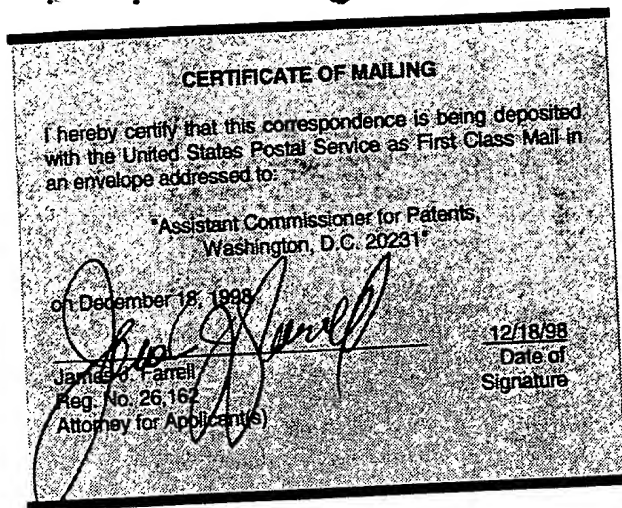 CERTIFICATE OF MAILING
I hereby certify that this correspondence is being deposited
with the United States Postal Service as First Class Mail in
an envelope addressed to:
"Assistant Commissioner for Patents,
Washington, D.C. 20231"
on December 18, 1998
12/18/98
James J. Farrell
Date of
Reg. No. 26,162
Signature
Attorney for Applicant(s)